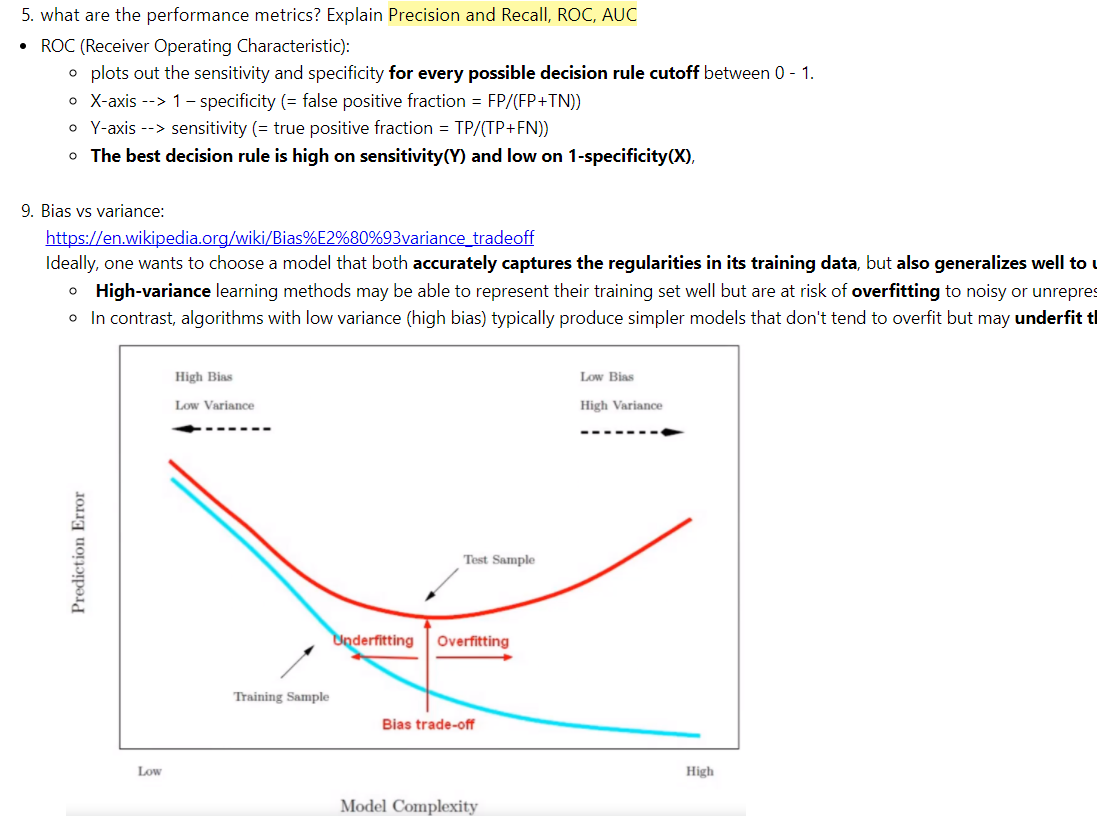 5. what are the performance metrics? Explain Precision and Recall, ROC, AUC
• ROC (Receiver Operating Characteristic):
○ plots out the sensitivity and specificity for every possible decision rule cutoff between 0 - 1.
○ X-axis --> 1 – specificity (= false positive fraction = FP/(FP+TN))
○ Y-axis --> sensitivity (= true positive fraction = TP/(TP+FN))
○ The best decision rule is high on sensitivity(Y) and low on 1-specificity(X),
9. Bias vs variance:
https://en.wikipedia.org/wiki/Bias%E2%80%93variance_tradeoff
Ideally, one wants to choose a model that both accurately captures the regularities in its training data, but also generalizes well to
○ High-variance learning methods may be able to represent their training set well but are at risk of overfitting to noisy or unrepres
○ In contrast, algorithms with low variance (high bias) typically produce simpler models that don't tend to overfit but may underfit
High Bias
Low Variance
Low Bias
High Variance
Prediction Error
Test Sample
Underfitting
Overfitting
Training Sample
Bias trade-off
Low
High
Model Complexity